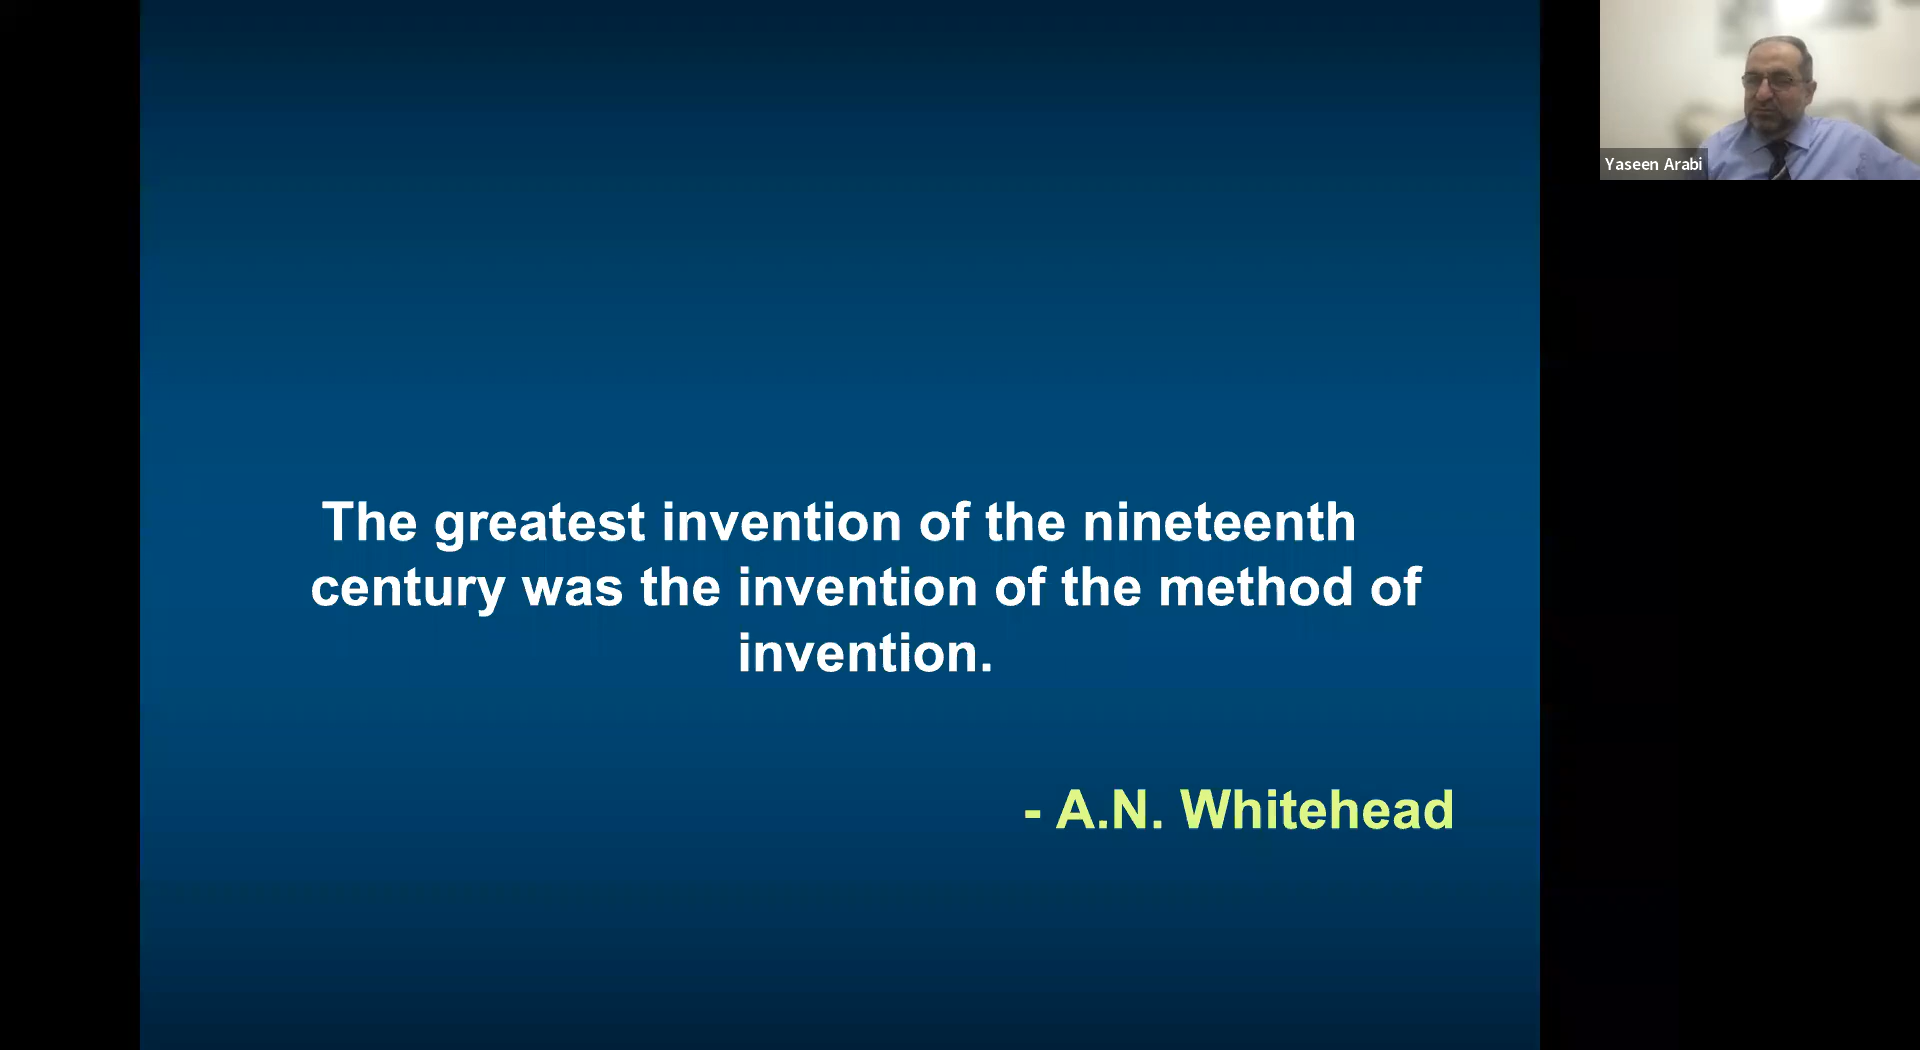 The greatest invention of the nineteenth
century was the invention of the method of
invention.
- A.N. Whitehead
Yaseen Arabi